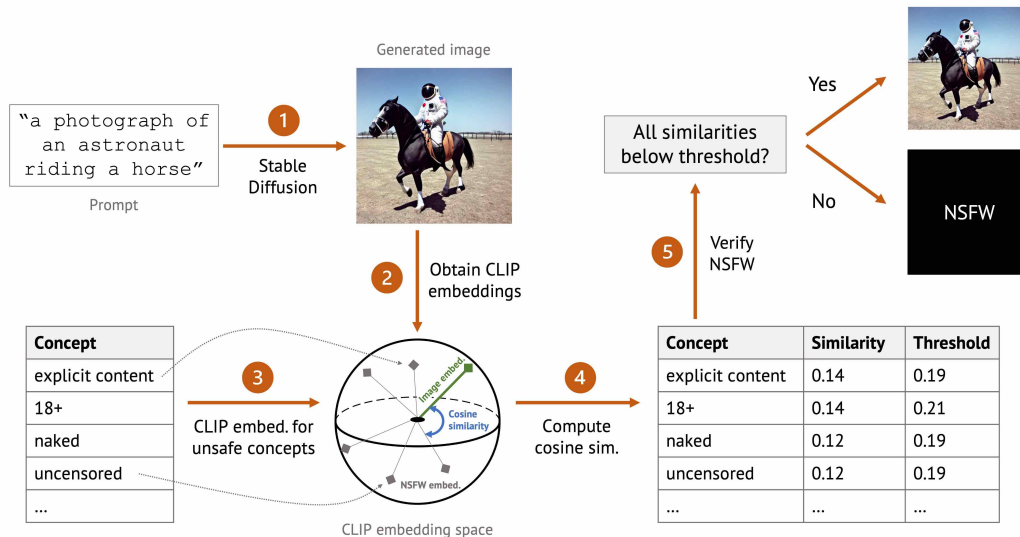 Generated image
"a photograph of
an astronaut
riding a horse"
Prompt
1
Stable
Diffusion
2
Obtain CLIP
embeddings
Concept
explicit content
18+
naked
uncensored
...
3
CLIP embed. for
unsafe concepts
Image embed.
Cosine
similarity
NSFW embed.
CLIP embedding space
4
Compute
cosine sim.
Concept Similarity Threshold
explicit content 0.14 0.19
18+ 0.14 0.21
naked 0.12 0.19
uncensored 0.12 0.19
... ... ...
5
Verify
NSFW
All similarities
below threshold?
Yes
No
NSFW